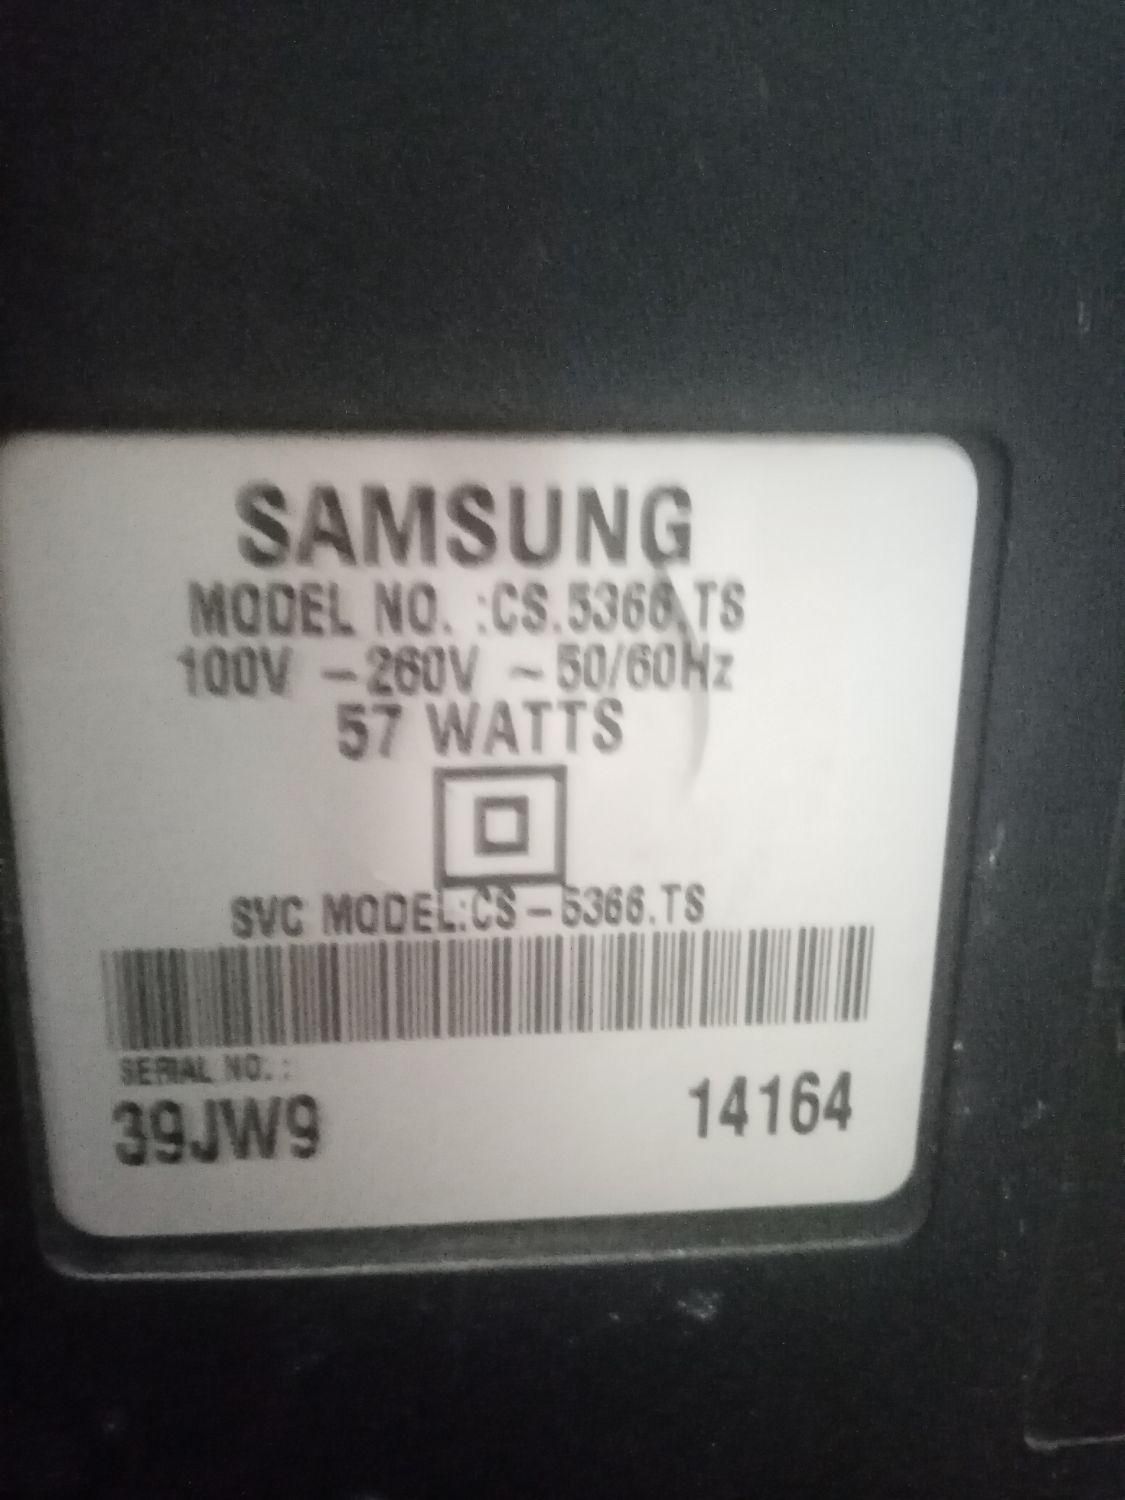 SAMSUNG
MODEL NO. :CS.5366.TS
100V –260V ~ 50/60Hz
57 WATTS
SVC MODEL:CS–5366.TS
SERIAL NO. :
39JW9 14164